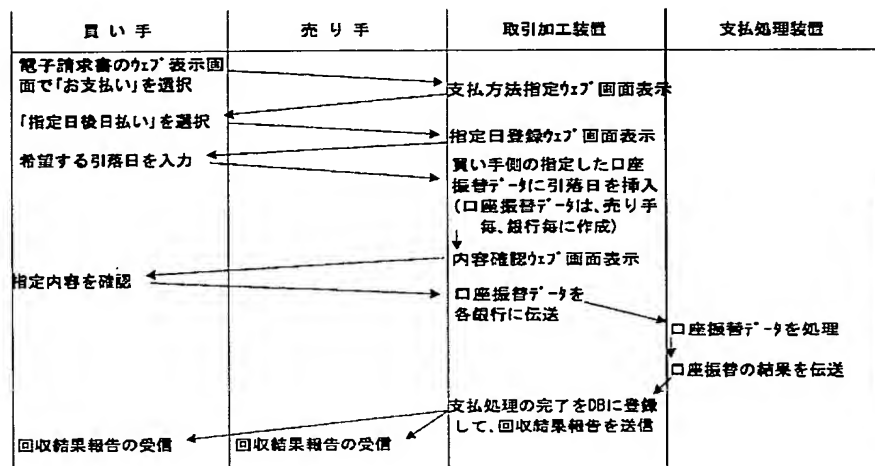 買い手 売り手 取引加工装置 支払処理装置
電子請求書のウェブ表示画
面で「お支払い」を選択
支払方法指定ウェブ画面表示
「指定日後日払い」を選択
指定日登録ウェブ画面表示
希望する引落日を入力
買い手側の指定した口座
振替データに引落日を挿入
(口座振替データは、売り手
毎、銀行毎に作成)
内容確認ウェブ画面表示
指定内容を確認
口座振替データを
各銀行に伝送
口座振替データを処理
口座振替の結果を伝送
支払処理の完了をDBに登録
して、回収結果報告を送信
回収結果報告の受信 回収結果報告の受信